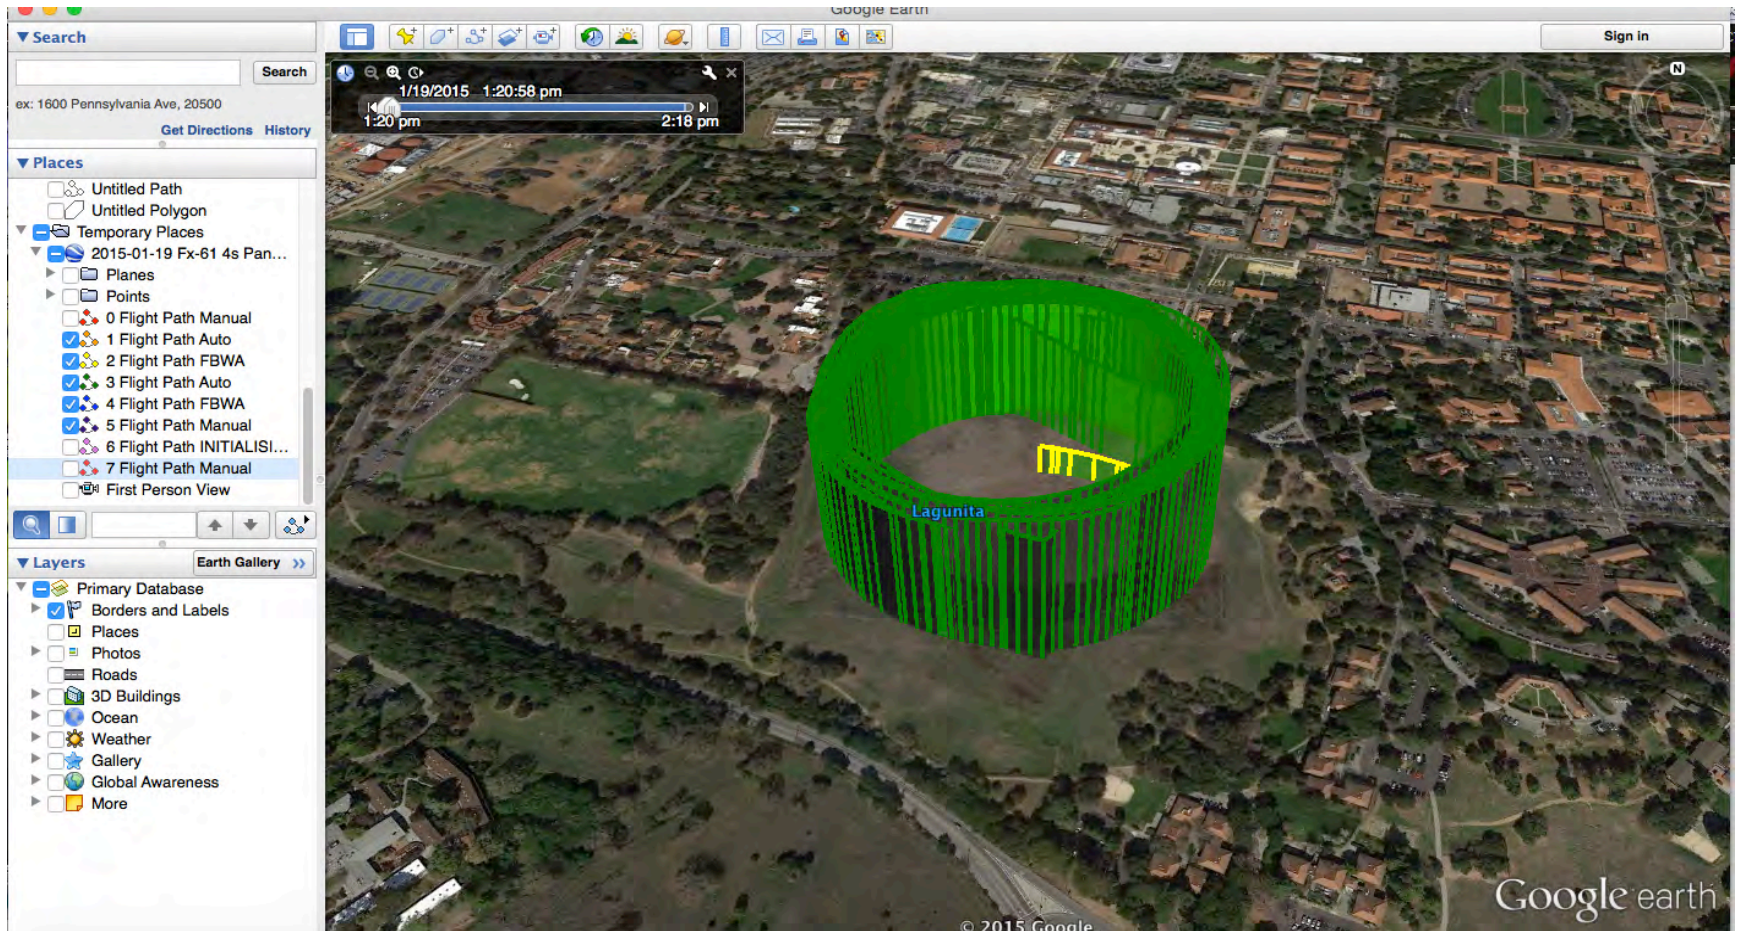 Google Earth
Search
Sign in
Search
ex: 1600 Pennsylvania Ave, 20500
Get Directions History
1/19/2015 1:20:58 pm
1:20 pm 2:18 pm
N
Places
Untitled Path
Untitled Polygon
Temporary Places
2015-01-19 Fx-61 4s Pan...
Planes
Points
0 Flight Path Manual
1 Flight Path Auto
2 Flight Path FBWA
3 Flight Path Auto
4 Flight Path FBWA
5 Flight Path Manual
6 Flight Path INITIALISI...
7 Flight Path Manual
First Person View
Lagunita
Layers
Earth Gallery »
Primary Database
Borders and Labels
Places
Photos
Roads
3D Buildings
Ocean
Weather
Gallery
Global Awareness
More
Google earth
© 2015 Google